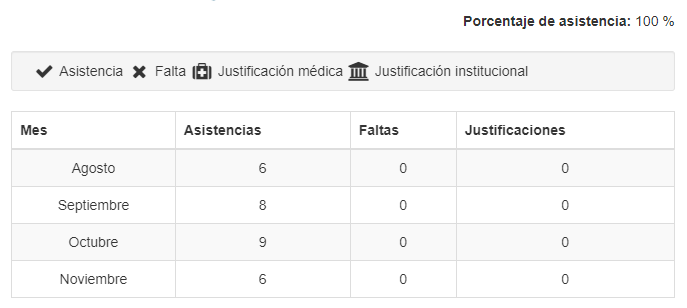 Porcentaje de asistencia: 100 %
Asistencia Falta Justificación médica Justificación institucional
Mes Asistencias Faltas Justificaciones
Agosto 6 0 0
Septiembre 8 0 0
Octubre 9 0 0
Noviembre 6 0 0